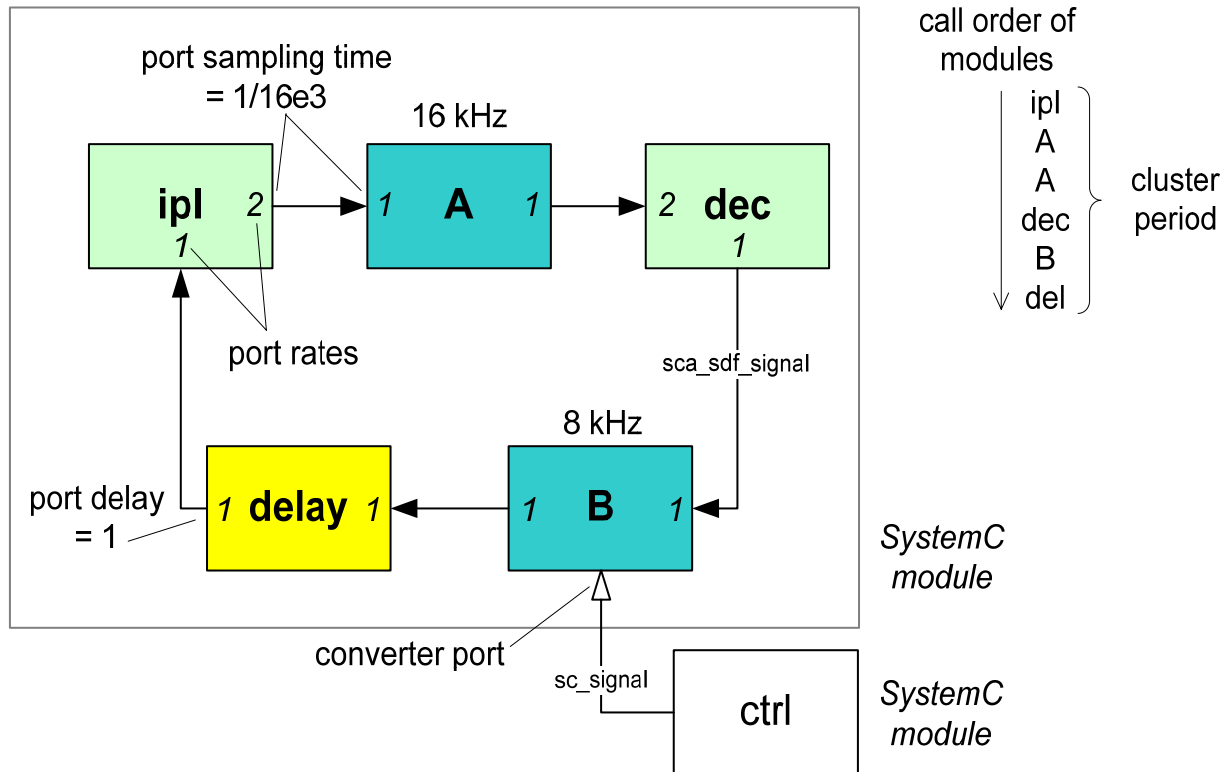 port sampling time
= 1/16e3
16 kHz
ipl
2
1
1
A
1
2
dec
1
port rates
sca_sdf_signal
8 kHz
port delay
= 1
1
delay
1
1
B
1
SystemC
module
converter port
sc_signal
ctrl
SystemC
module
call order of
modules
ipl
A
A
dec
B
del
cluster
period